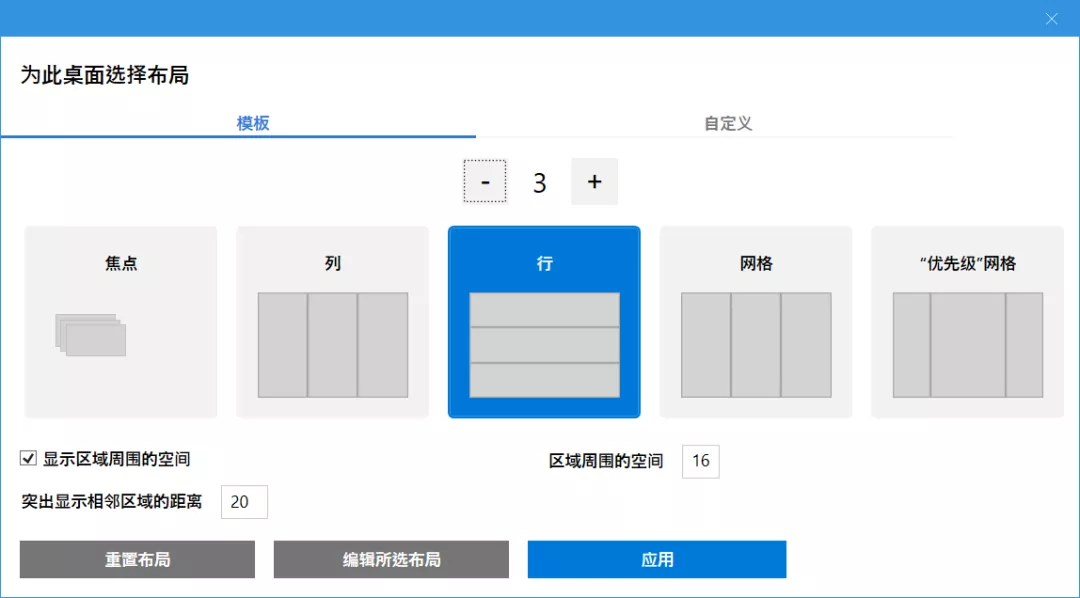 为此桌面选择布局
模板
自定义
- 3 +
焦点
列
行
网格
“优先级”网格
显示区域周围的空间
区域周围的空间 16
突出显示相邻区域的距离 20
重置布局
编辑所选布局
应用